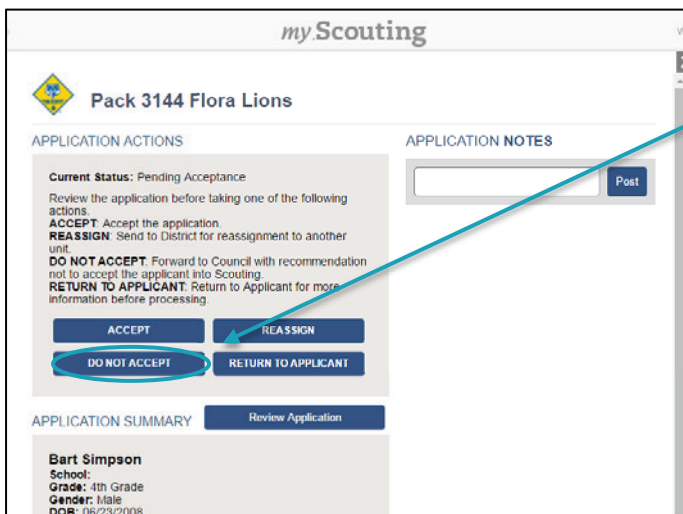 my.Scouting
Pack 3144 Flora Lions
APPLICATION ACTIONS
Current Status: Pending Acceptance
Review the application before taking one of the following
actions.
ACCEPT: Accept the application.
REASSIGN: Send to District for reassignment to another
unit.
DO NOT ACCEPT: Forward to Council with recommendation
not to accept the applicant into Scouting.
RETURN TO APPLICANT: Return to Applicant for more
information before processing.
ACCEPT
REASSIGN
DO NOT ACCEPT
RETURN TO APPLICANT
APPLICATION NOTES
Post
APPLICATION SUMMARY
Review Application
Bart Simpson
School:
Grade: 4th Grade
Gender: Male
DOB: 06/23/2008